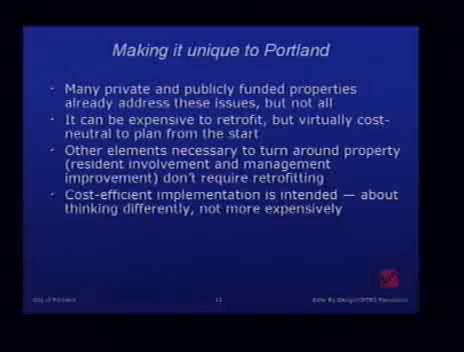 Making it unique to Portland
· Many private and publicly funded properties
already address these issues, but not all
· It can be expensive to retrofit, but virtually cost-
neutral to plan from the start
· Other elements necessary to turn around property
(resident involvement and management
improvement) don't require retrofitting
· Cost-efficient implementation is intended — about
thinking differently, not more expensively
City of Portland